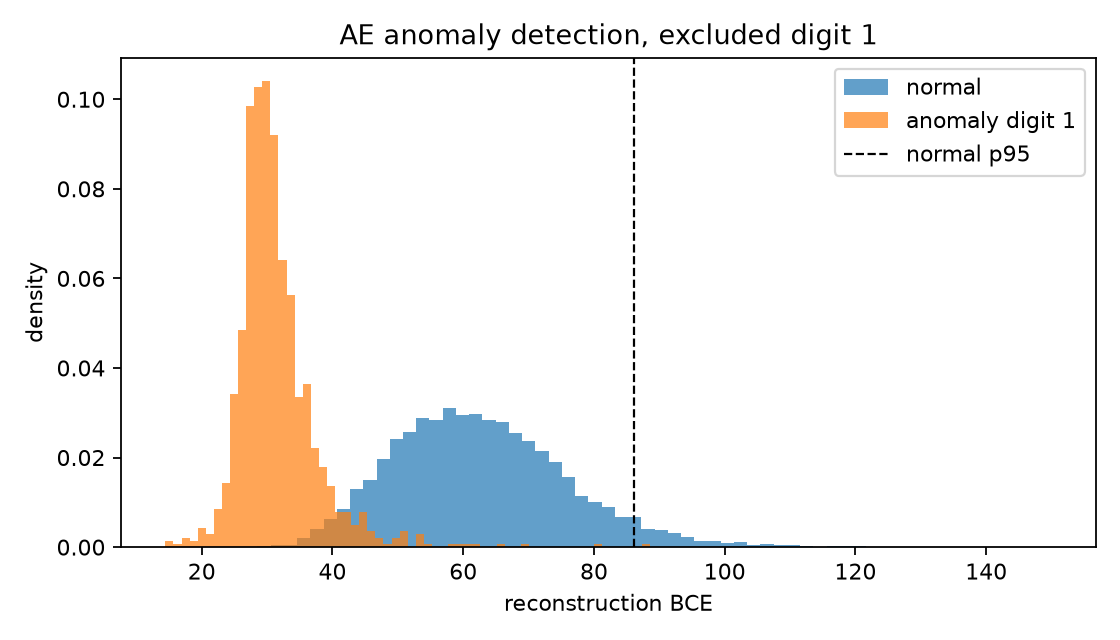 AE anomaly detection, excluded digit 1
normal
anomaly digit 1
normal p95
0.10
0.08
0.06
0.04
0.02
0.00
density
20 40 60 80 100 120 140
reconstruction BCE